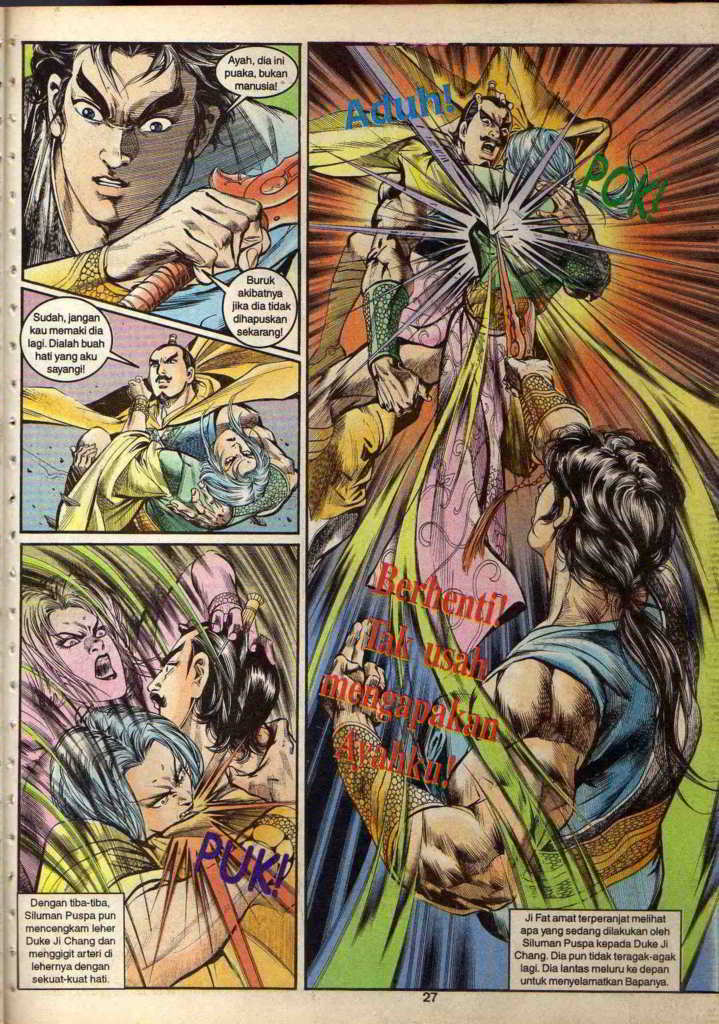 Ayah, dia ini
puaka, bukan
manusia!
Buruk
akibatnya
jika dia tidak
dihapuskan
sekarang!
Sudah, jangan
kau memaki dia
lagi. Dialah buah
hati yang aku
sayangi!
PUK!
Dengan tiba-tiba,
Siluman Puspa pun
mencengkam leher
Duke Ji Chang dan
menggigit arteri di
lehernya dengan
sekuat-kuat hati.
Aduh!
POK!
Berhenti!
Tak usah
mengapakan
Ayahku!
Ji Fat amat terperanjat melihat
apa yang sedang dilakukan oleh
Siluman Puspa kepada Duke Ji
Chang. Dia pun tidak teragak-agak
lagi. Dia lantas meluru ke depan
untuk menyelamatkan Bapanya.
27